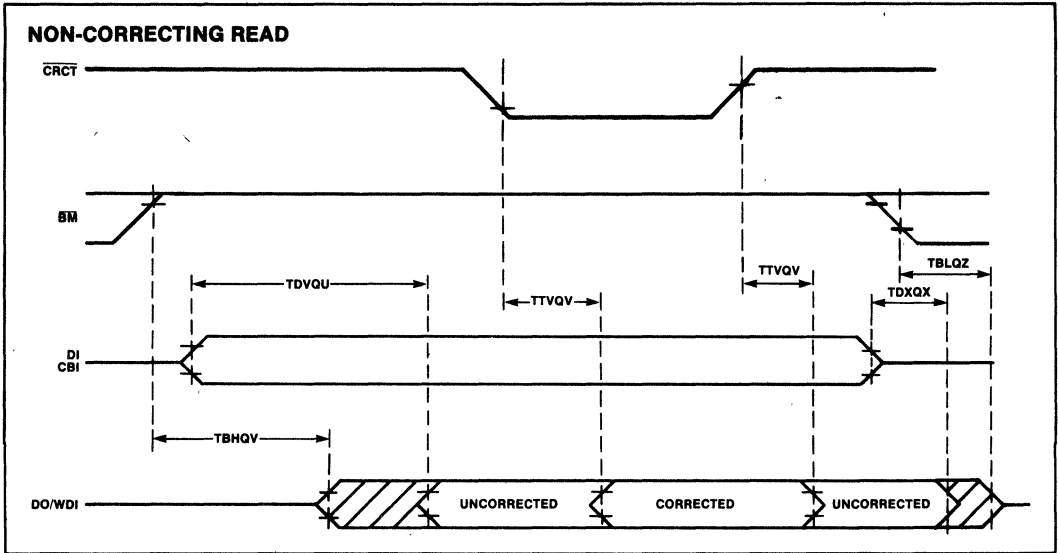 NON-CORRECTING READ
CRCT
BM
TBLQZ
TDVQU
TTVQV
TTVQV
TDXQX
DI
CBI
TBHQV
DO/WDI
UNCORRECTED
CORRECTED
UNCORRECTED